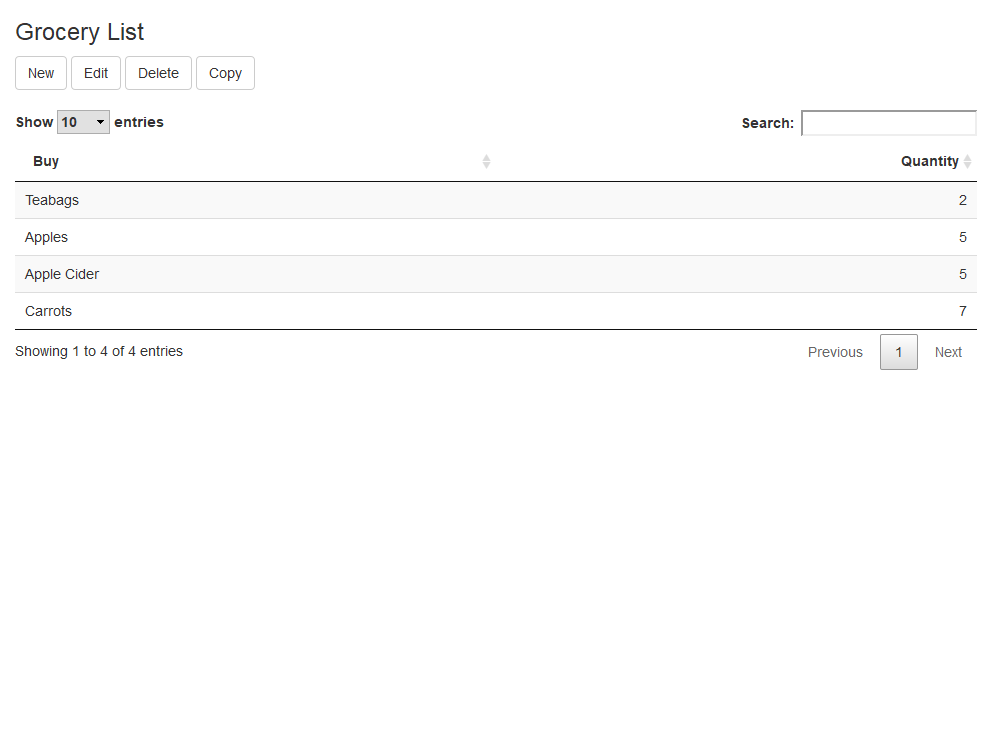 Grocery List
New Edit Delete Copy
Show 10 entries Search:
Buy Quantity
Teabags 2
Apples 5
Apple Cider 5
Carrots 7
Showing 1 to 4 of 4 entries Previous 1 Next